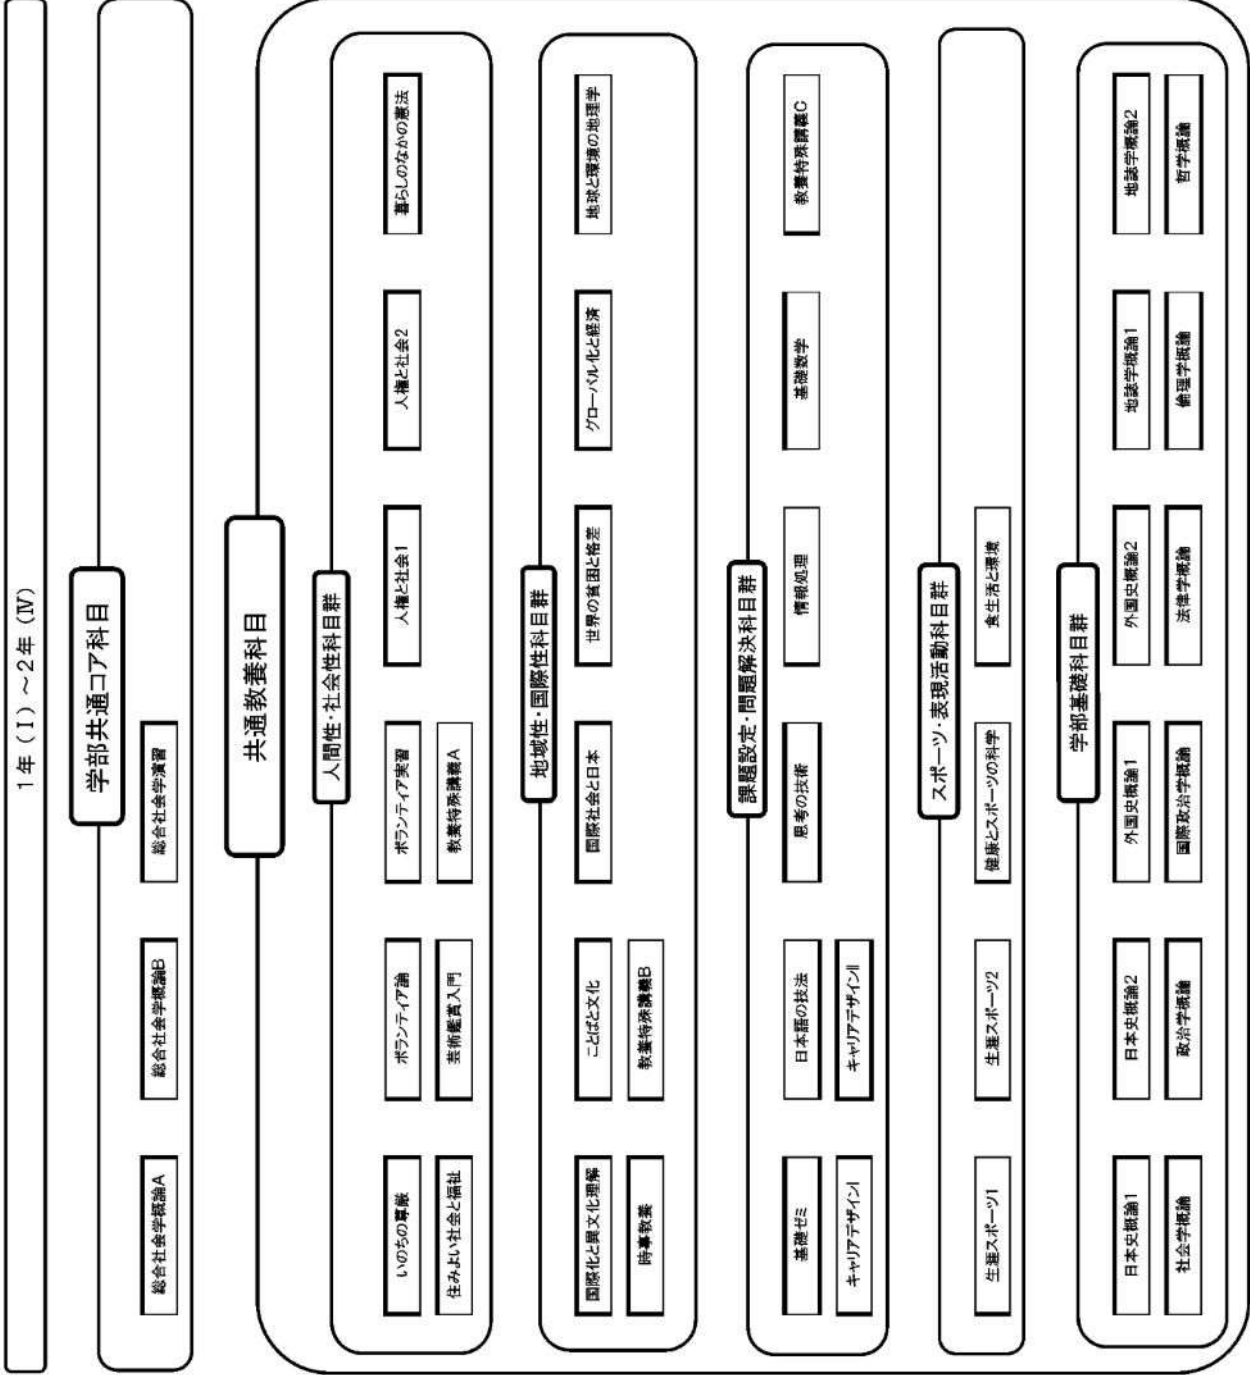 1年(Ⅰ)～2年(Ⅳ)
学部共通コア科目
総合社会学概論A
総合社会学概論B
総合社会学演習
共通教養科目
人間性・社会性科目群
いのちの尊厳
ボランティア論
ボランティア実習
人権と社会1
人権と社会2
暮らしのなかの憲法
住みよい社会と福祉
芸術鑑賞入門
教養特殊講義A
地域性・国際性科目群
国際化と異文化理解
ことばと文化
国際社会と日本
世界の貧困と格差
グローバル化と経済
地球と環境の地理学
時事教養
教養特殊講義B
課題設定・問題解決科目群
基礎ゼミ
日本語の技法
思考の技術
情報処理
基礎数学
教養特殊講義C
キャリアデザインⅠ
キャリアデザインⅡ
スポーツ・表現活動科目群
生涯スポーツ1
生涯スポーツ2
健康とスポーツの科学
食生活と環境
学部基礎科目群
日本史概論1
日本史概論2
外国史概論1
外国史概論2
地誌学概論1
地誌学概論2
社会学概論
政治学概論
国際政治学概論
法律学概論
倫理学概論
哲学概論